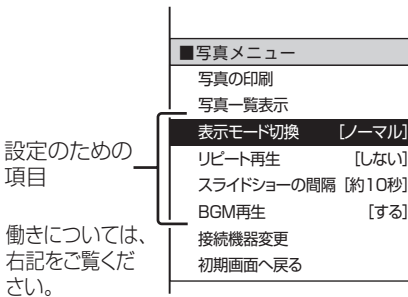 ■写真メニュー
写真の印刷
写真一覧表示
表示モード切換 [ノーマル]
リピート再生 [しない]
スライドショーの間隔 [約10秒]
BGM再生 [する]
接続機器変更
初期画面へ戻る
設定のための
項目
働きについては、
右記をご覧くだ
さい。